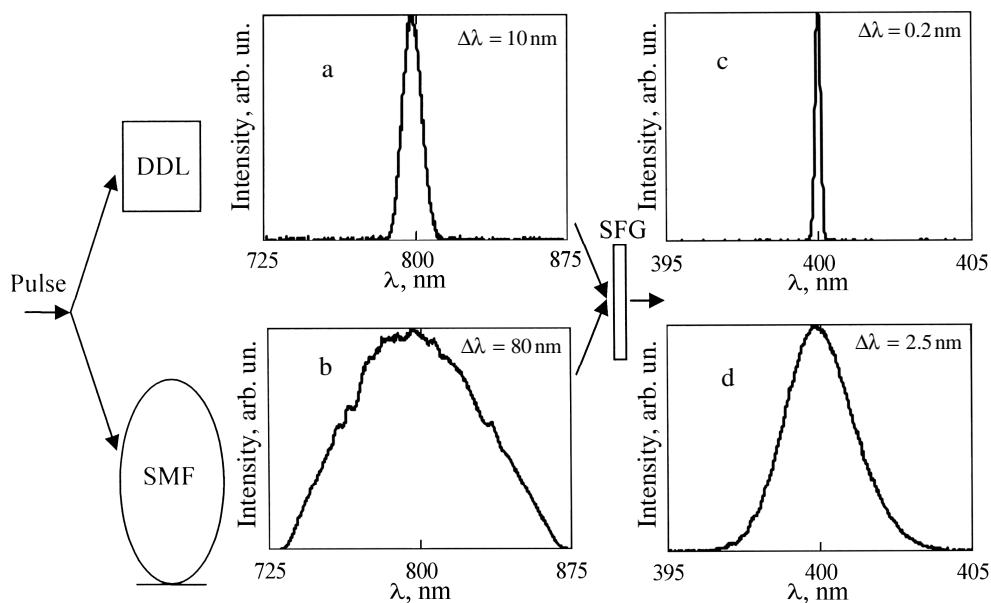 Pulse
DDL
SMF
Intensity, arb. un.
a
Δλ = 10 nm
725 800 875
λ, nm
Intensity, arb. un.
b
Δλ = 80 nm
725 800 875
λ, nm
SFG
Intensity, arb. un.
c
Δλ = 0.2 nm
395 400 405
λ, nm
Intensity, arb. un.
d
Δλ = 2.5 nm
395 400 405
λ, nm